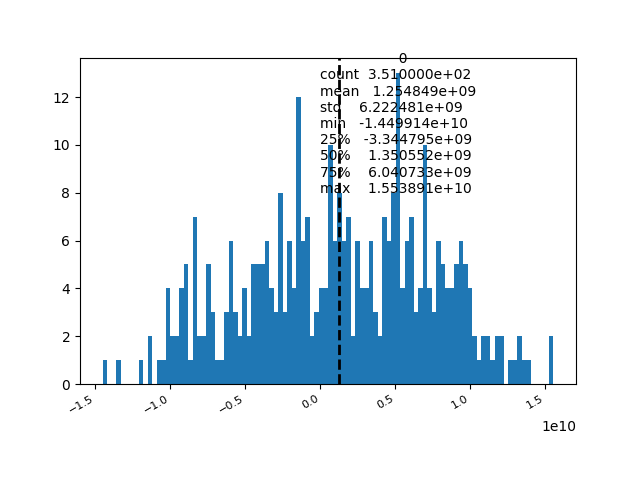 0
count  3.510000e+02
mean   1.254849e+09
std    6.222481e+09
min   -1.449914e+10
25%   -3.344795e+09
50%    1.350552e+09
75%    6.040733e+09
max    1.553891e+10
12
10
8
6
4
2
0
−1.5
−1.0
−0.5
0.0
0.5
1.0
1.5
1e10